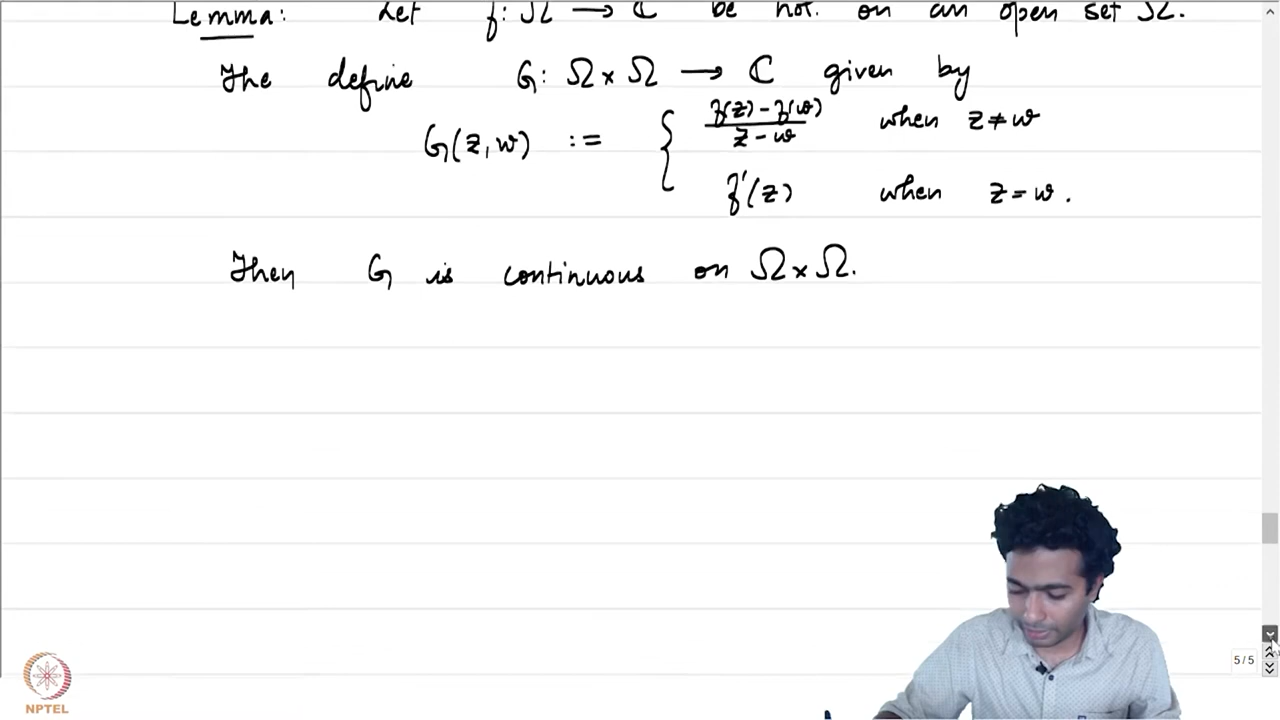 Lemma: Let f: Ω → ℂ be hol. on an open set Ω.
The define G: Ω × Ω → ℂ given by
G(z, w) := { f(z) - f(w) / z - w when z ≠ w
f'(z) when z = w.
Then G is continuous on Ω × Ω.
5 / 5
NPTEL